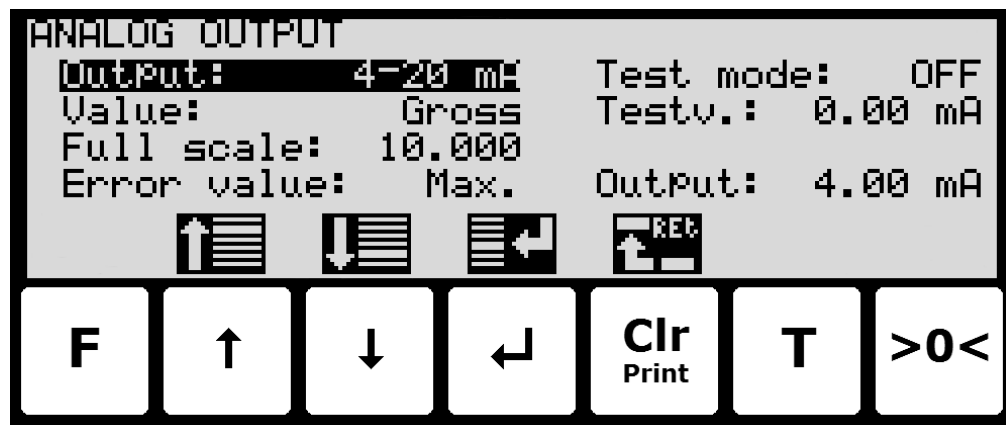 ANALOG OUTPUT
Output: 4-20 mA Test mode: OFF
Value: Gross Testv.: 0.00 mA
Full scale: 10.000
Error value: Max. Output: 4.00 mA
REt
F ↑ ↓ ↵ Clr T >0<
Print